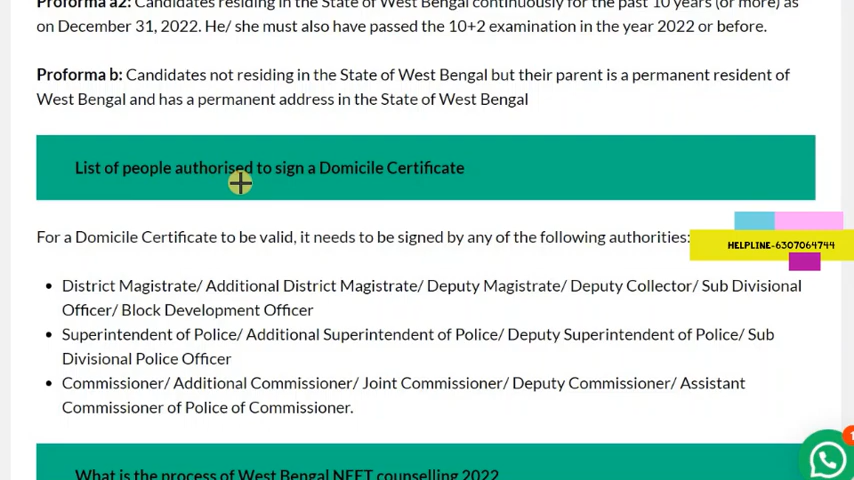 Proforma a2: Candidates residing in the State of West Bengal continuously for the past 10 years (or more) as
on December 31, 2022. He/ she must also have passed the 10+2 examination in the year 2022 or before.
Proforma b: Candidates not residing in the State of West Bengal but their parent is a permanent resident of
West Bengal and has a permanent address in the State of West Bengal
List of people authorised to sign a Domicile Certificate
For a Domicile Certificate to be valid, it needs to be signed by any of the following authorities:
HELPLINE-6307064744
• District Magistrate/ Additional District Magistrate/ Deputy Magistrate/ Deputy Collector/ Sub Divisional
Officer/ Block Development Officer
• Superintendent of Police/ Additional Superintendent of Police/ Deputy Superintendent of Police/ Sub
Divisional Police Officer
• Commissioner/ Additional Commissioner/ Joint Commissioner/ Deputy Commissioner/ Assistant
Commissioner of Police of Commissioner.
What is the process of West Bengal NEET counselling 2022